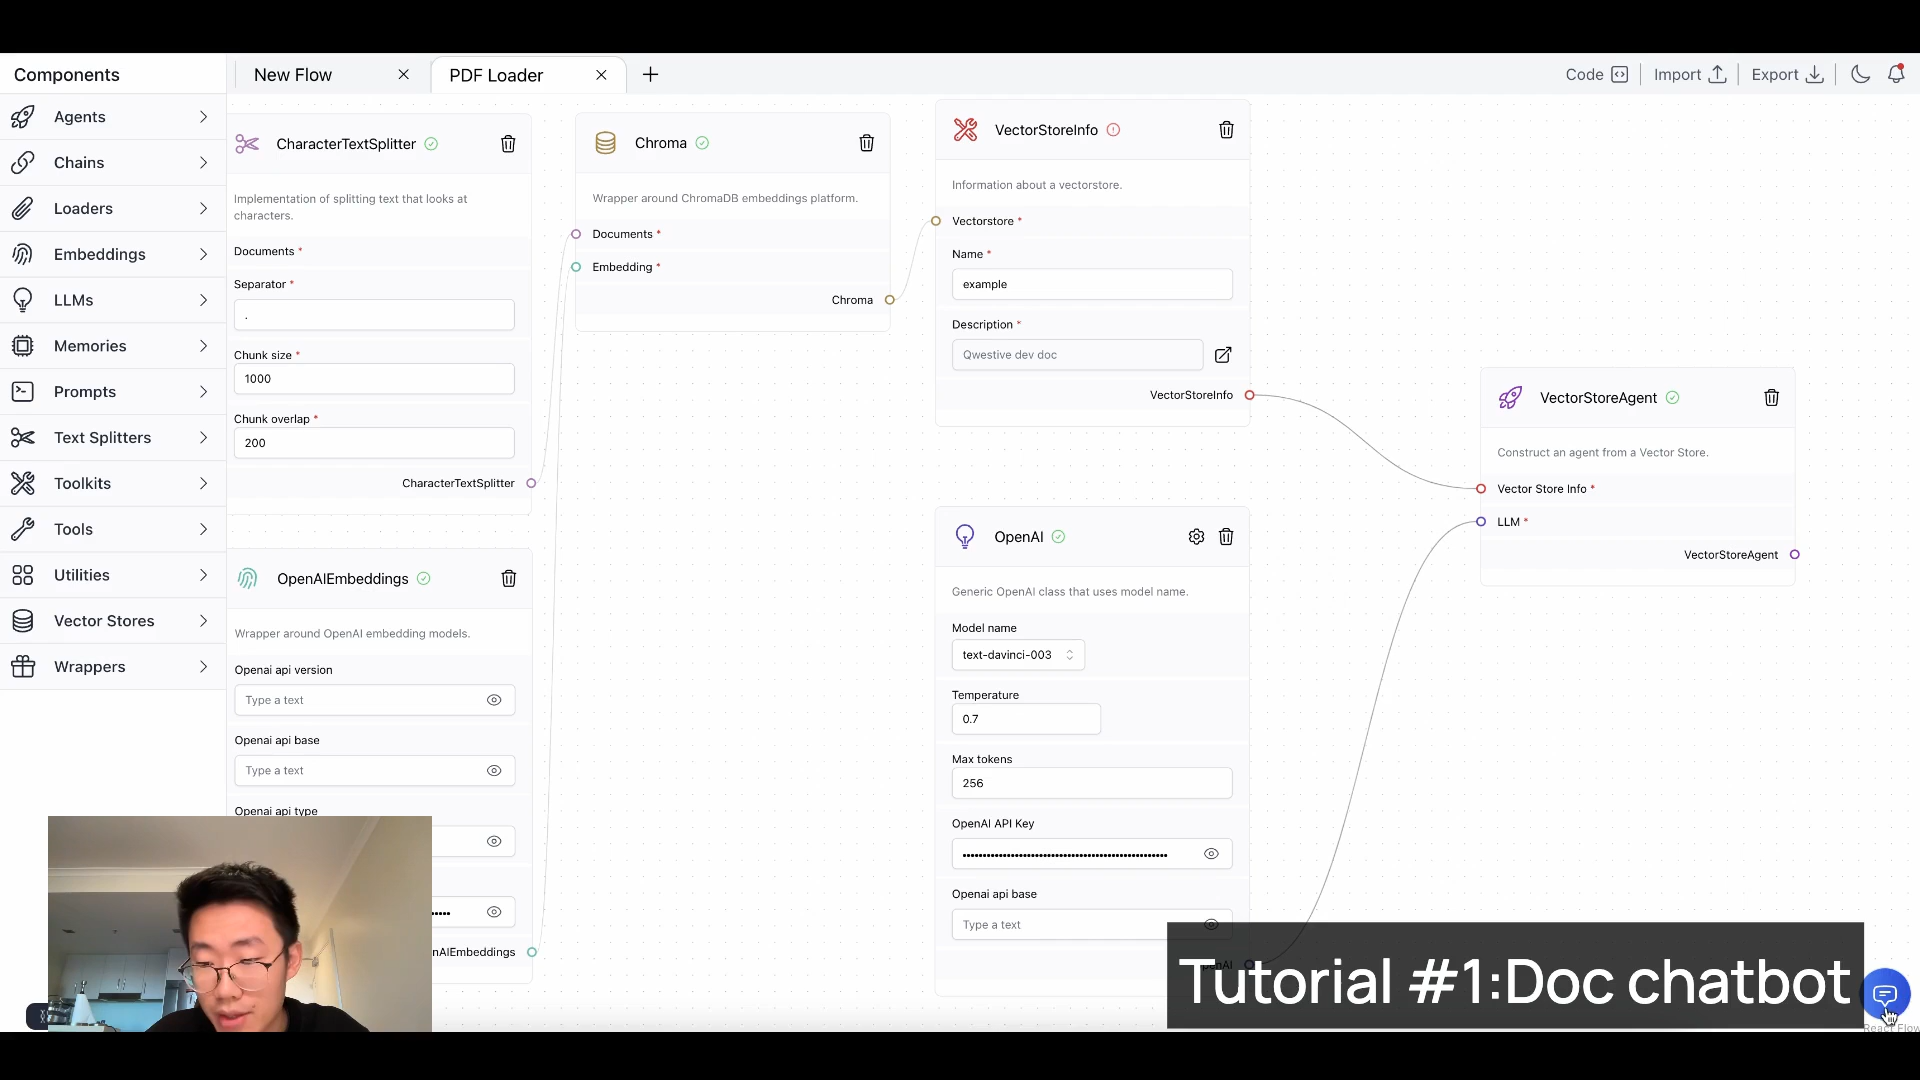 Components
New Flow
PDF Loader
Code
Import
Export
Agents
Chains
Loaders
Embeddings
LLMs
Memories
Prompts
Text Splitters
Toolkits
Tools
Utilities
Vector Stores
Wrappers
CharacterTextSplitter
Implementation of splitting text that looks at
characters.
Documents *
Separator *
.
Chunk size *
1000
Chunk overlap *
200
CharacterTextSplitter
OpenAIEmbeddings
Wrapper around OpenAI embedding models.
Openai api version
Type a text
Openai api base
Type a text
Openai api type
nAIEmbeddings
Chroma
Wrapper around ChromaDB embeddings platform.
Documents *
Embedding *
Chroma
VectorStoreInfo
Information about a vectorstore.
Vectorstore *
Name *
example
Description *
Qwestive dev doc
VectorStoreInfo
OpenAI
Generic OpenAI class that uses model name.
Model name
text-davinci-003
Temperature
0.7
Max tokens
256
OpenAI API Key
Openai api base
Type a text
VectorStoreAgent
Construct an agent from a Vector Store.
Vector Store Info *
LLM *
VectorStoreAgent
Tutorial #1:Doc chatbot
React Flow